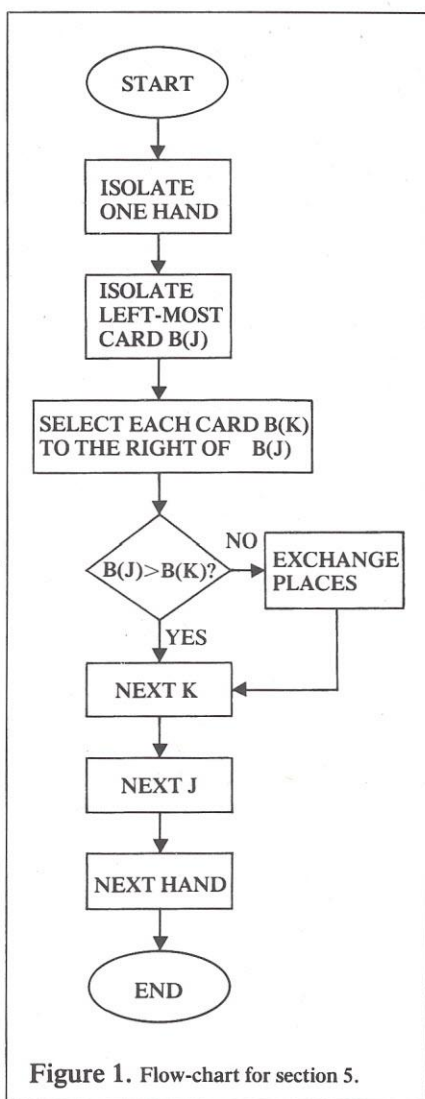 START
ISOLATE
ONE HAND
ISOLATE
LEFT-MOST
CARD B(J)
SELECT EACH CARD B(K)
TO THE RIGHT OF B(J)
B(J)>B(K)?
NO
EXCHANGE
PLACES
YES
NEXT K
NEXT J
NEXT HAND
END
Figure 1. Flow-chart for section 5.